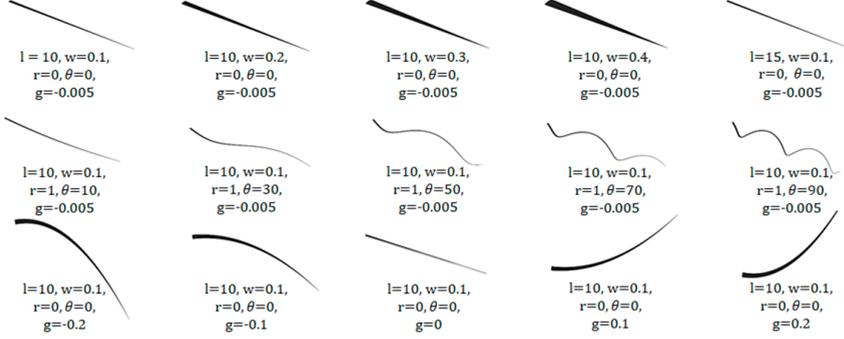 l = 10, w=0.1,
r=0, θ=0,
g=-0.005
l=10, w=0.2,
r=0, θ=0,
g=-0.005
l=10, w=0.3,
r=0, θ=0,
g=-0.005
l=10, w=0.4,
r=0, θ=0,
g=-0.005
l=15, w=0.1,
r=0, θ=0,
g=-0.005
l=10, w=0.1,
r=1, θ=10,
g=-0.005
l=10, w=0.1,
r=1, θ=30,
g=-0.005
l=10, w=0.1,
r=1, θ=50,
g=-0.005
l=10, w=0.1,
r=1, θ=70,
g=-0.005
l=10, w=0.1,
r=1, θ=90,
g=-0.005
l=10, w=0.1,
r=0, θ=0,
g=-0.2
l=10, w=0.1,
r=0, θ=0,
g=-0.1
l=10, w=0.1,
r=0, θ=0,
g=0
l=10, w=0.1,
r=0, θ=0,
g=0.1
l=10, w=0.1,
r=0, θ=0,
g=0.2